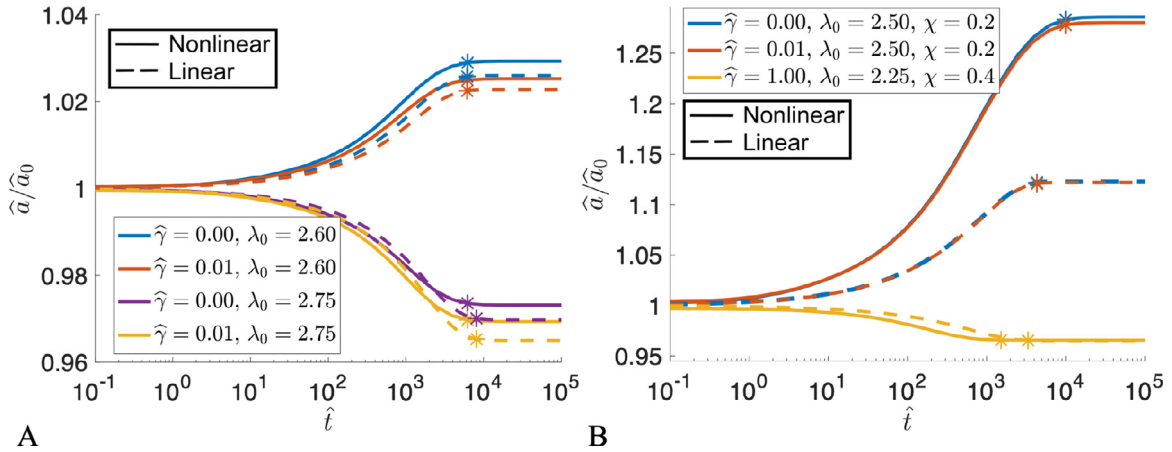 Nonlinear
Linear
1.04
1.02
1
0.98
0.96
â/â₀
γ̂ = 0.00, λ₀ = 2.60
γ̂ = 0.01, λ₀ = 2.60
γ̂ = 0.00, λ₀ = 2.75
γ̂ = 0.01, λ₀ = 2.75
10⁻¹ 10⁰ 10¹ 10² 10³ 10⁴ 10⁵
t̂
A
γ̂ = 0.00, λ₀ = 2.50, χ = 0.2
γ̂ = 0.01, λ₀ = 2.50, χ = 0.2
γ̂ = 1.00, λ₀ = 2.25, χ = 0.4
Nonlinear
Linear
1.25
1.2
1.15
1.1
1.05
1
0.95
â/â₀
10⁻¹ 10⁰ 10¹ 10² 10³ 10⁴ 10⁵
t̂
B